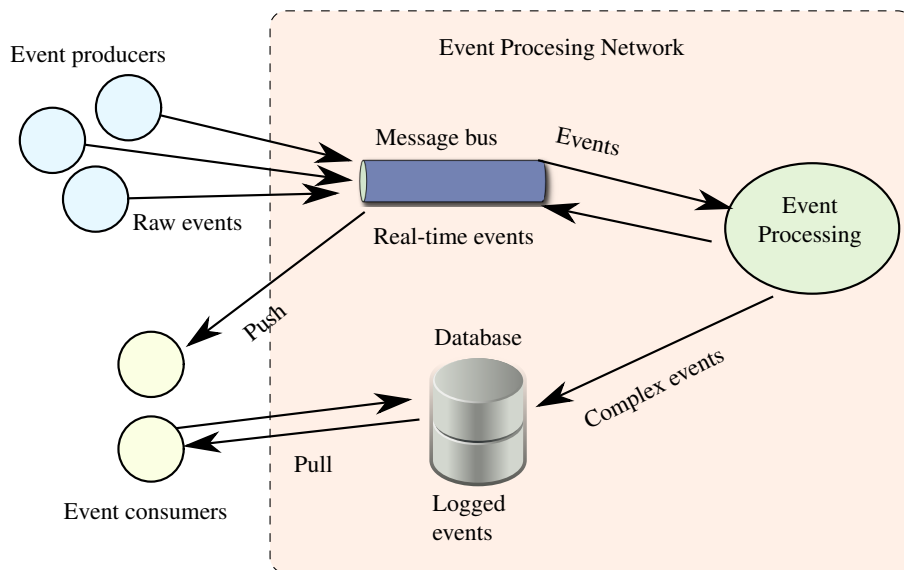 Event Procesing Network
Event producers
Message bus
Events
Raw events
Real-time events
Event
Processing
Push
Database
Complex events
Pull
Logged
events
Event consumers